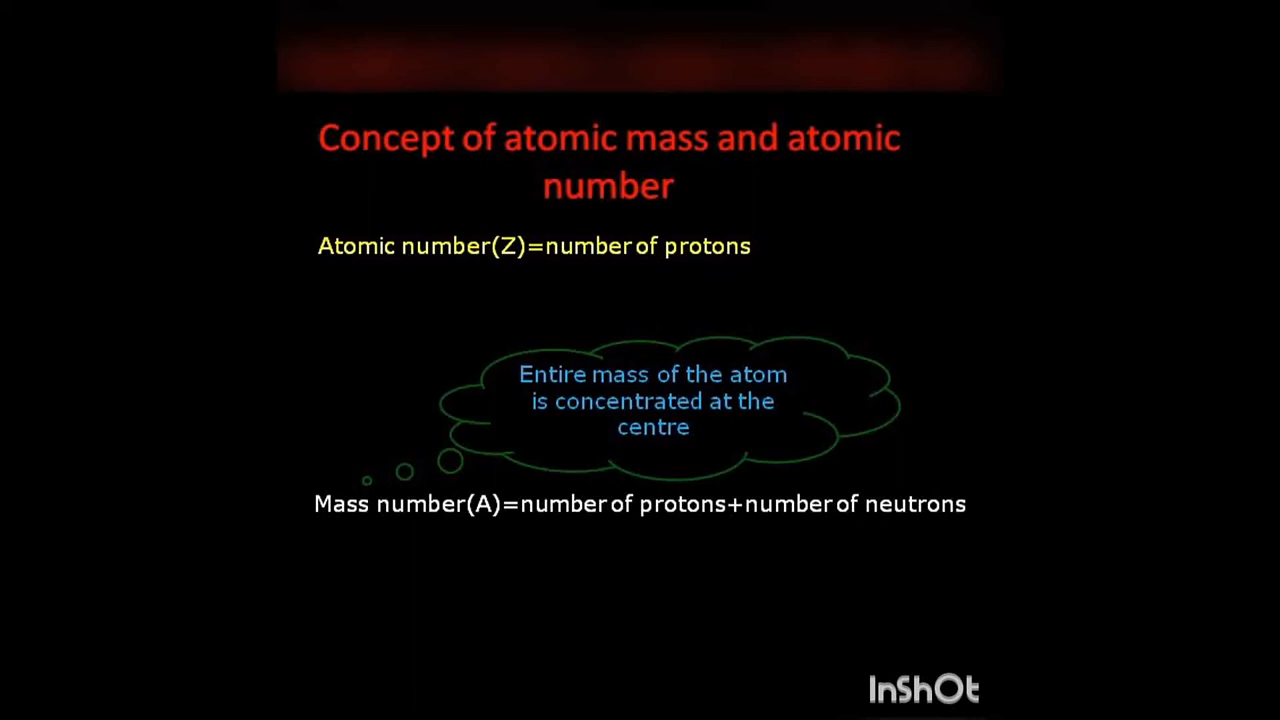 Concept of atomic mass and atomic
number
Atomic number(Z)=number of protons
Entire mass of the atom
is concentrated at the
centre
Mass number(A)=number of protons+number of neutrons
InShOt